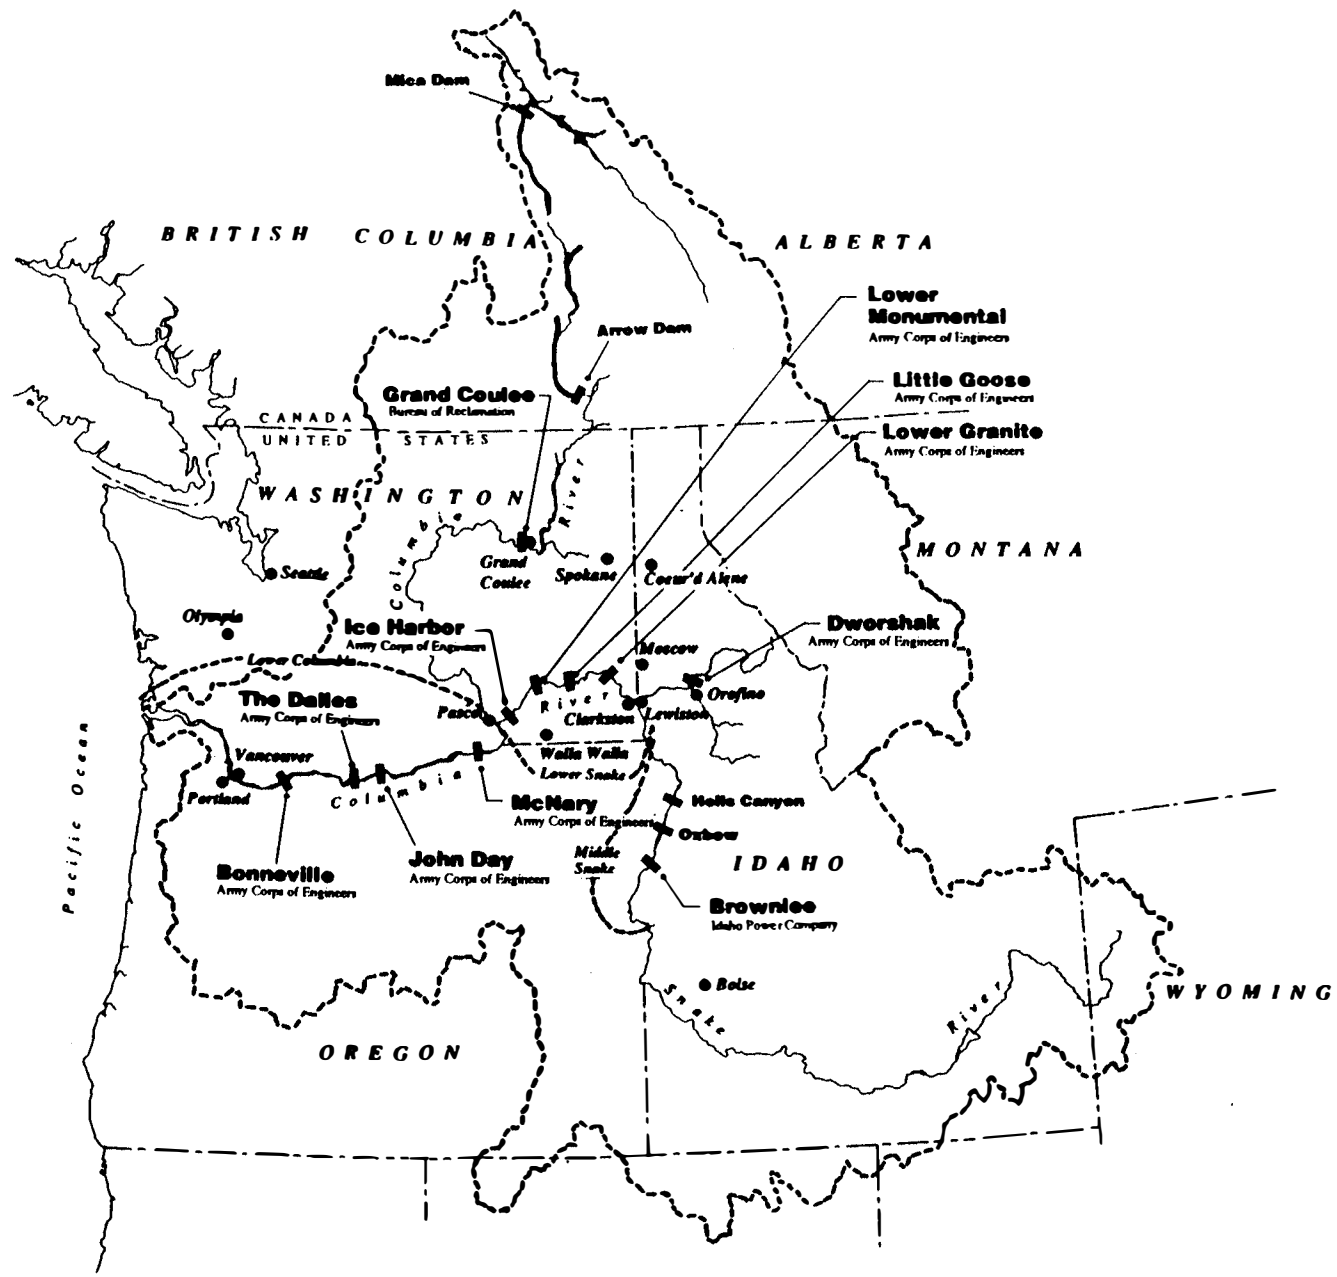 Mica Dam
BRITISH COLUMBIA
ALBERTA
Lower
Monumental
Army Corps of Engineers
Arrow Dam
Little Goose
Army Corps of Engineers
Grand Coulee
Bureau of Reclamation
CANADA
UNITED STATES
Lower Granite
Army Corps of Engineers
WASHINGTON
River
Columbia
MONTANA
Grand
Coulee
Spokane
Coeur'd Alene
Seattle
Olympia
Ice Harbor
Army Corps of Engineers
Dworshak
Army Corps of Engineers
Moscow
Lower Columbia
The Dalles
Army Corps of Engineers
Orofino
River
Pasco
Clarkston
Lewiston
Walla Walla
Lower Snake
Vancouver
Portland
Columbia
Pacific Ocean
McNary
Army Corps of Engineers
Hells Canyon
Oxbow
Middle
Snake
IDAHO
John Day
Army Corps of Engineers
Bonneville
Army Corps of Engineers
Brownlee
Idaho Power Company
Boise
Snake
River
WYOMING
OREGON